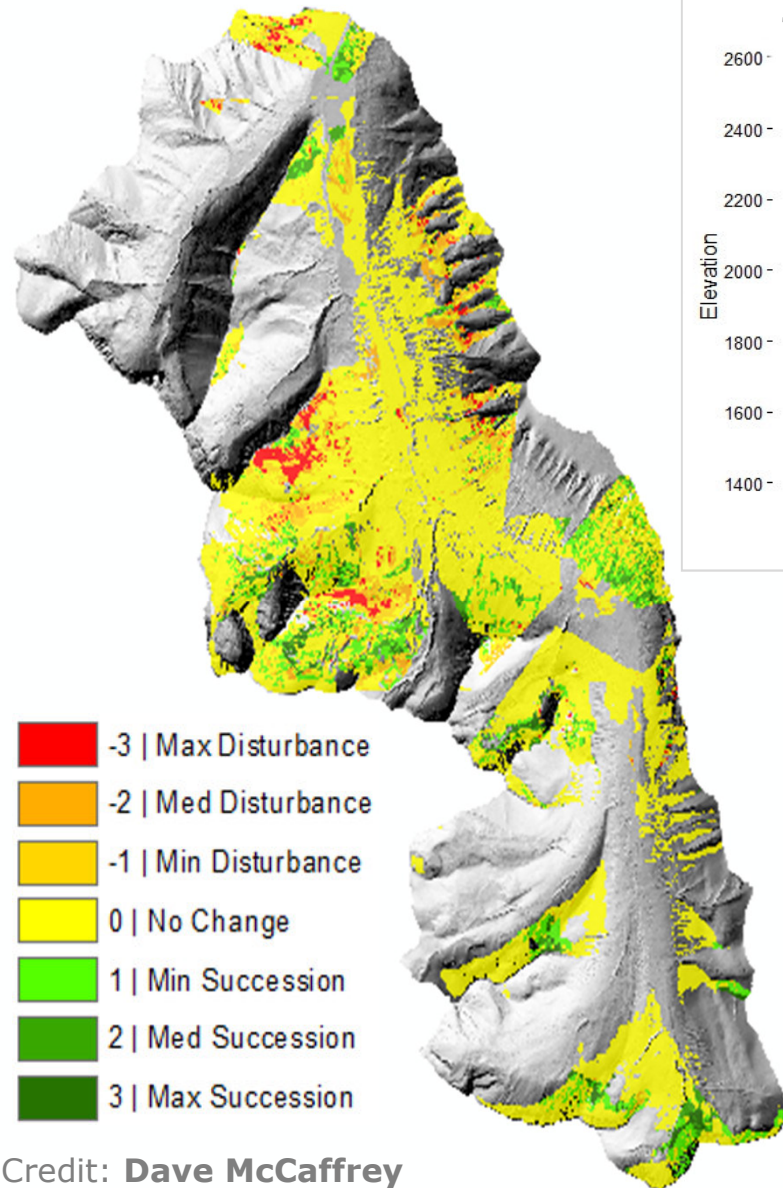 2600
2400
2200
2000
1800
1600
1400
Elevation
-3 | Max Disturbance
-2 | Med Disturbance
-1 | Min Disturbance
0 | No Change
1 | Min Succession
2 | Med Succession
3 | Max Succession
Credit: Dave McCaffrey